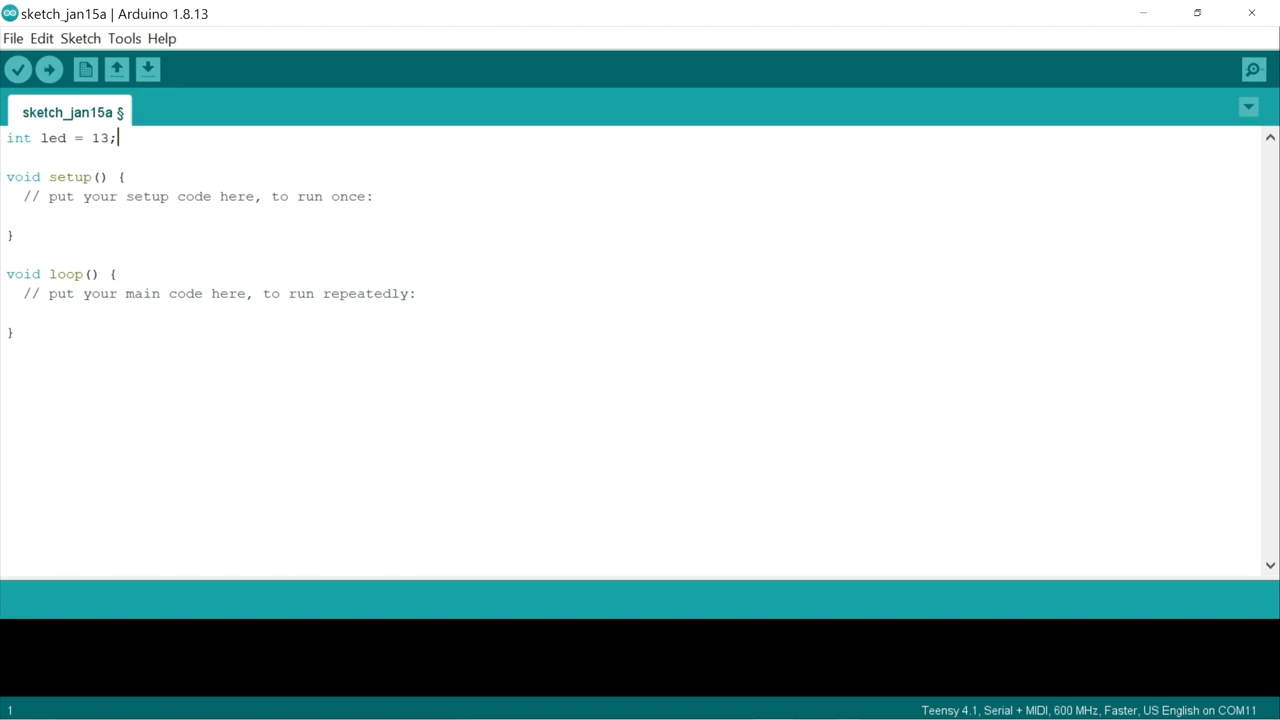 sketch_jan15a | Arduino 1.8.13
File Edit Sketch Tools Help
sketch_jan15a §
int led = 13;
void setup() {
// put your setup code here, to run once:
}
void loop() {
// put your main code here, to run repeatedly:
}
1
Teensy 4.1, Serial + MIDI, 600 MHz, Faster, US English on COM11